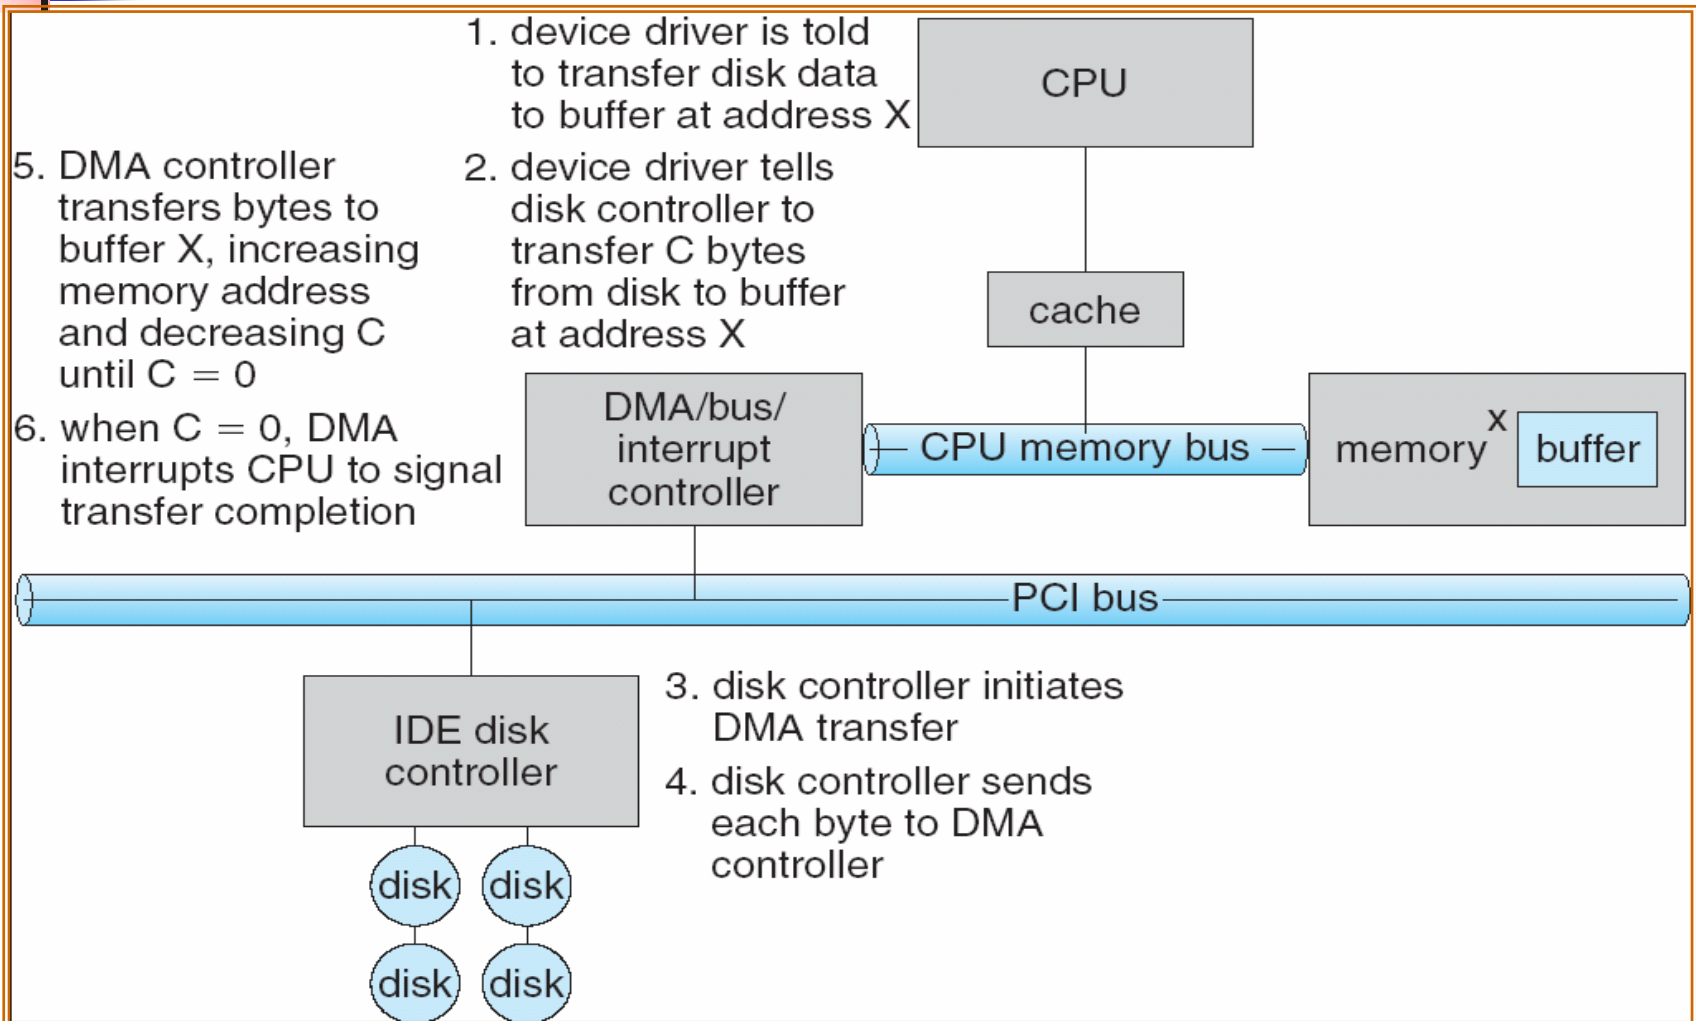 1. device driver is told
to transfer disk data
to buffer at address X
CPU
5. DMA controller
transfers bytes to
buffer X, increasing
memory address
and decreasing C
until C = 0
2. device driver tells
disk controller to
transfer C bytes
from disk to buffer
at address X
cache
6. when C = 0, DMA
interrupts CPU to signal
transfer completion
DMA/bus/
interrupt
controller
CPU memory bus
memory
X
buffer
PCI bus
IDE disk
controller
3. disk controller initiates
DMA transfer
4. disk controller sends
each byte to DMA
controller
disk
disk
disk
disk